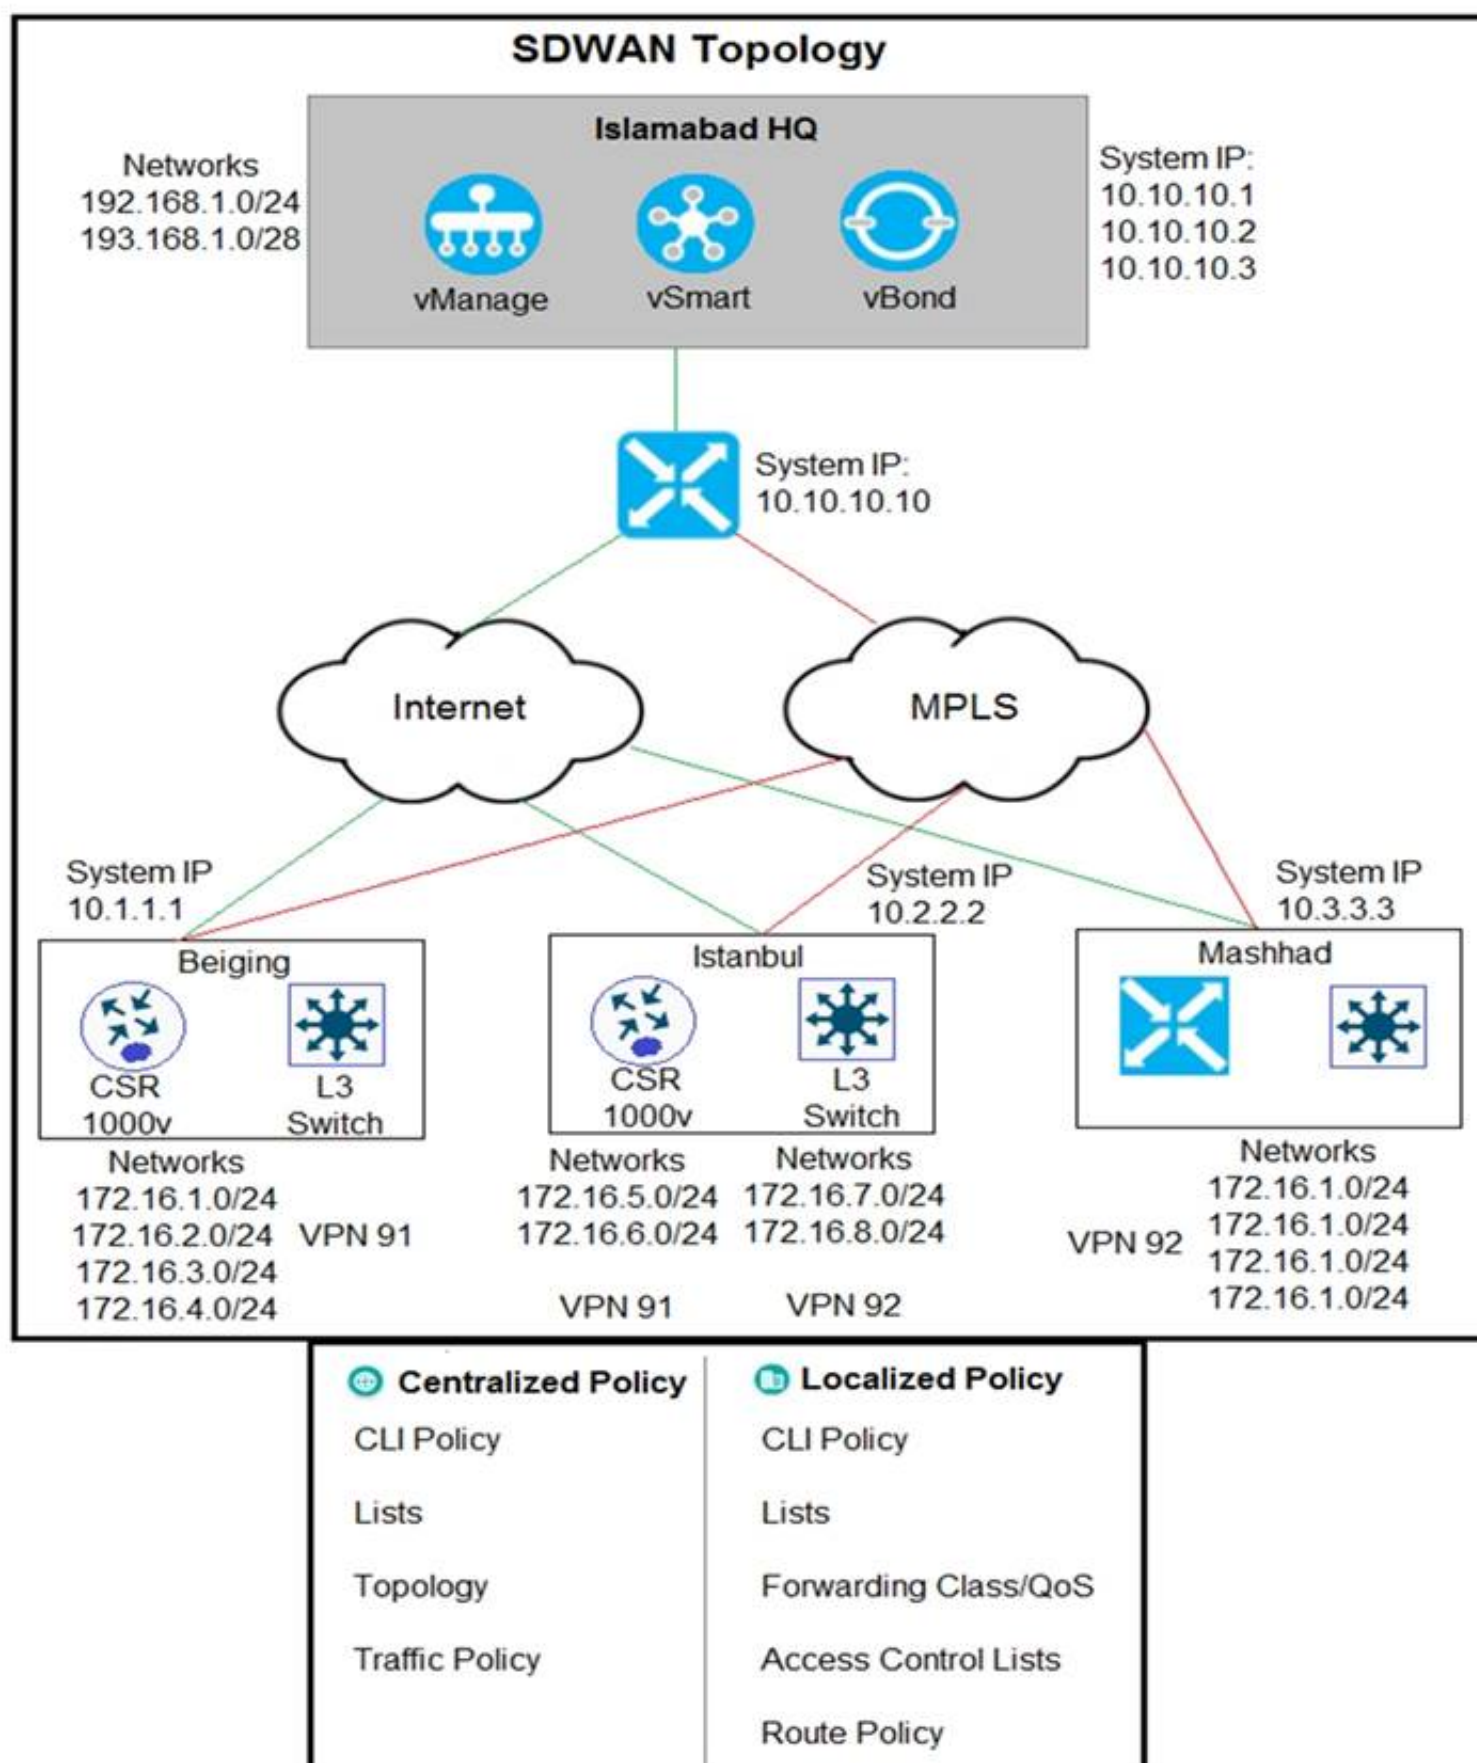 SDWAN Topology
Islamabad HQ
Networks
192.168.1.0/24
193.168.1.0/28
vManage
vSmart
vBond
System IP:
10.10.10.1
10.10.10.2
10.10.10.3
System IP:
10.10.10.10
Internet
MPLS
System IP
10.1.1.1
System IP
10.2.2.2
System IP
10.3.3.3
Beiging
CSR
1000v
L3
Switch
Istanbul
CSR
1000v
L3
Switch
Mashhad
Networks
172.16.1.0/24
172.16.2.0/24
172.16.3.0/24
172.16.4.0/24
VPN 91
Networks
172.16.5.0/24
172.16.6.0/24
VPN 91
Networks
172.16.7.0/24
172.16.8.0/24
VPN 92
VPN 92
Networks
172.16.1.0/24
172.16.1.0/24
172.16.1.0/24
172.16.1.0/24
Centralized Policy
CLI Policy
Lists
Topology
Traffic Policy
Localized Policy
CLI Policy
Lists
Forwarding Class/QoS
Access Control Lists
Route Policy